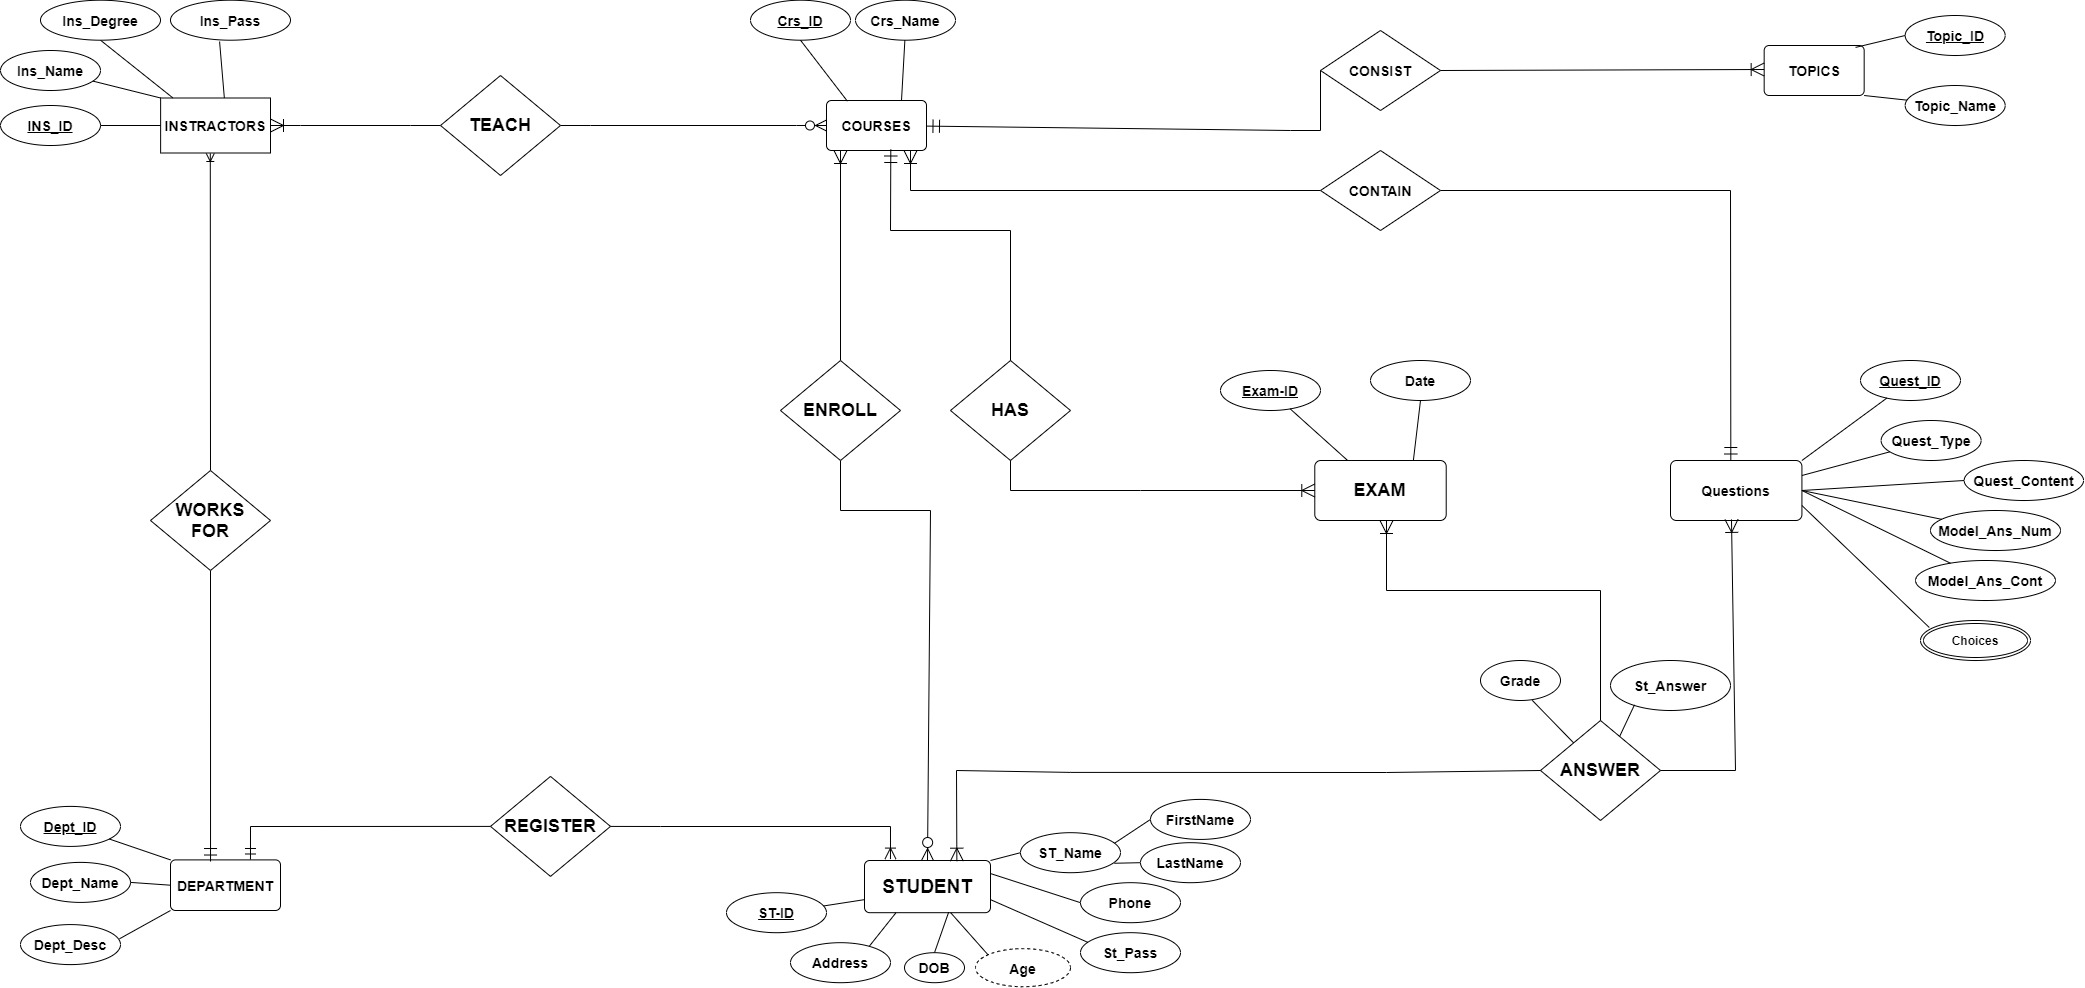 Ins_Degree
Ins_Pass
Crs_ID
Crs_Name
Topic_ID
Ins_Name
CONSIST
TOPICS
Topic_Name
INS_ID
INSTRACTORS
TEACH
COURSES
CONTAIN
Quest_ID
Exam-ID
Date
ENROLL
HAS
Quest_Type
EXAM
Questions
Quest_Content
WORKS
FOR
Model_Ans_Num
Model_Ans_Cont
Choices
Grade
St_Answer
ANSWER
Dept_ID
REGISTER
FirstName
ST_Name
LastName
Dept_Name
DEPARTMENT
STUDENT
Phone
ST-ID
Dept_Desc
Address
DOB
Age
St_Pass